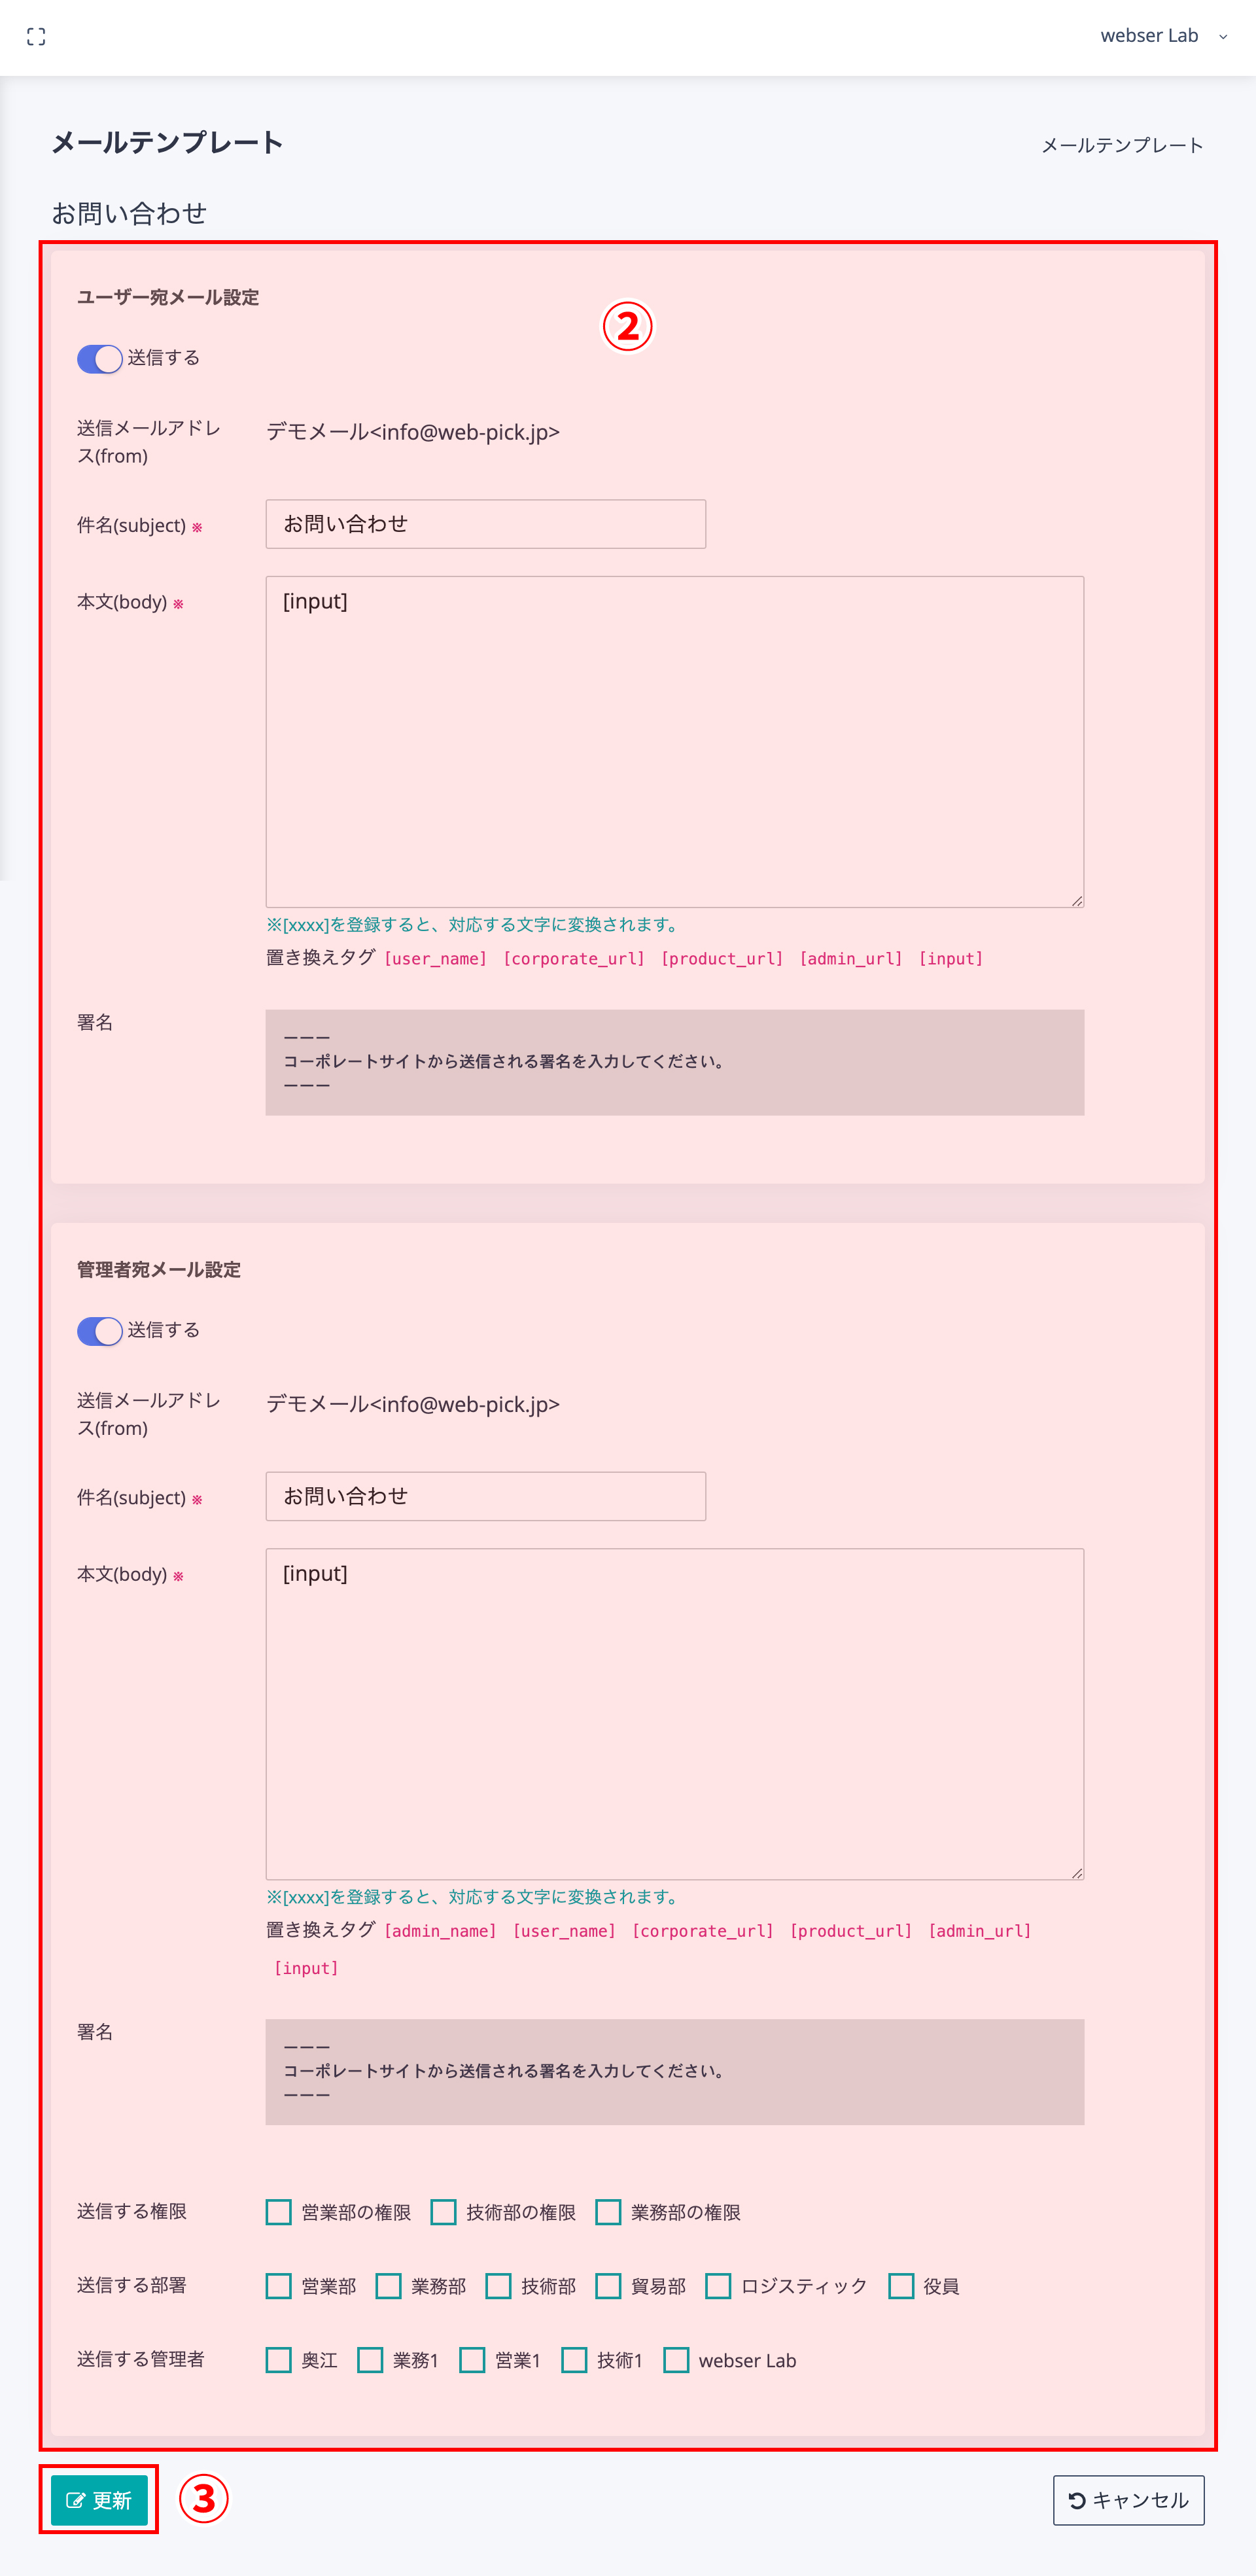 webser Lab
メールテンプレート
メールテンプレート
お問い合わせ
ユーザー宛メール設定
②
送信する
送信メールアドレ
ス(from)
デモメール<info@web-pick.jp>
件名(subject) ※
お問い合わせ
本文(body) ※
[input]
※[xxxx]を登録すると、対応する文字に変換されます。
置き換えタグ [user_name] [corporate_url] [product_url] [admin_url] [input]
署名
ーーー
コーポレートサイトから送信される署名を入力してください。
ーーー
管理者宛メール設定
送信する
送信メールアドレ
ス(from)
デモメール<info@web-pick.jp>
件名(subject) ※
お問い合わせ
本文(body) ※
[input]
※[xxxx]を登録すると、対応する文字に変換されます。
置き換えタグ [admin_name] [user_name] [corporate_url] [product_url] [admin_url]
[input]
署名
ーーー
コーポレートサイトから送信される署名を入力してください。
ーーー
送信する権限 営業部の権限 技術部の権限 業務部の権限
送信する部署 営業部 業務部 技術部 貿易部 ロジスティック 役員
送信する管理者 奥江 業務1 営業1 技術1 webser Lab
更新
③
キャンセル